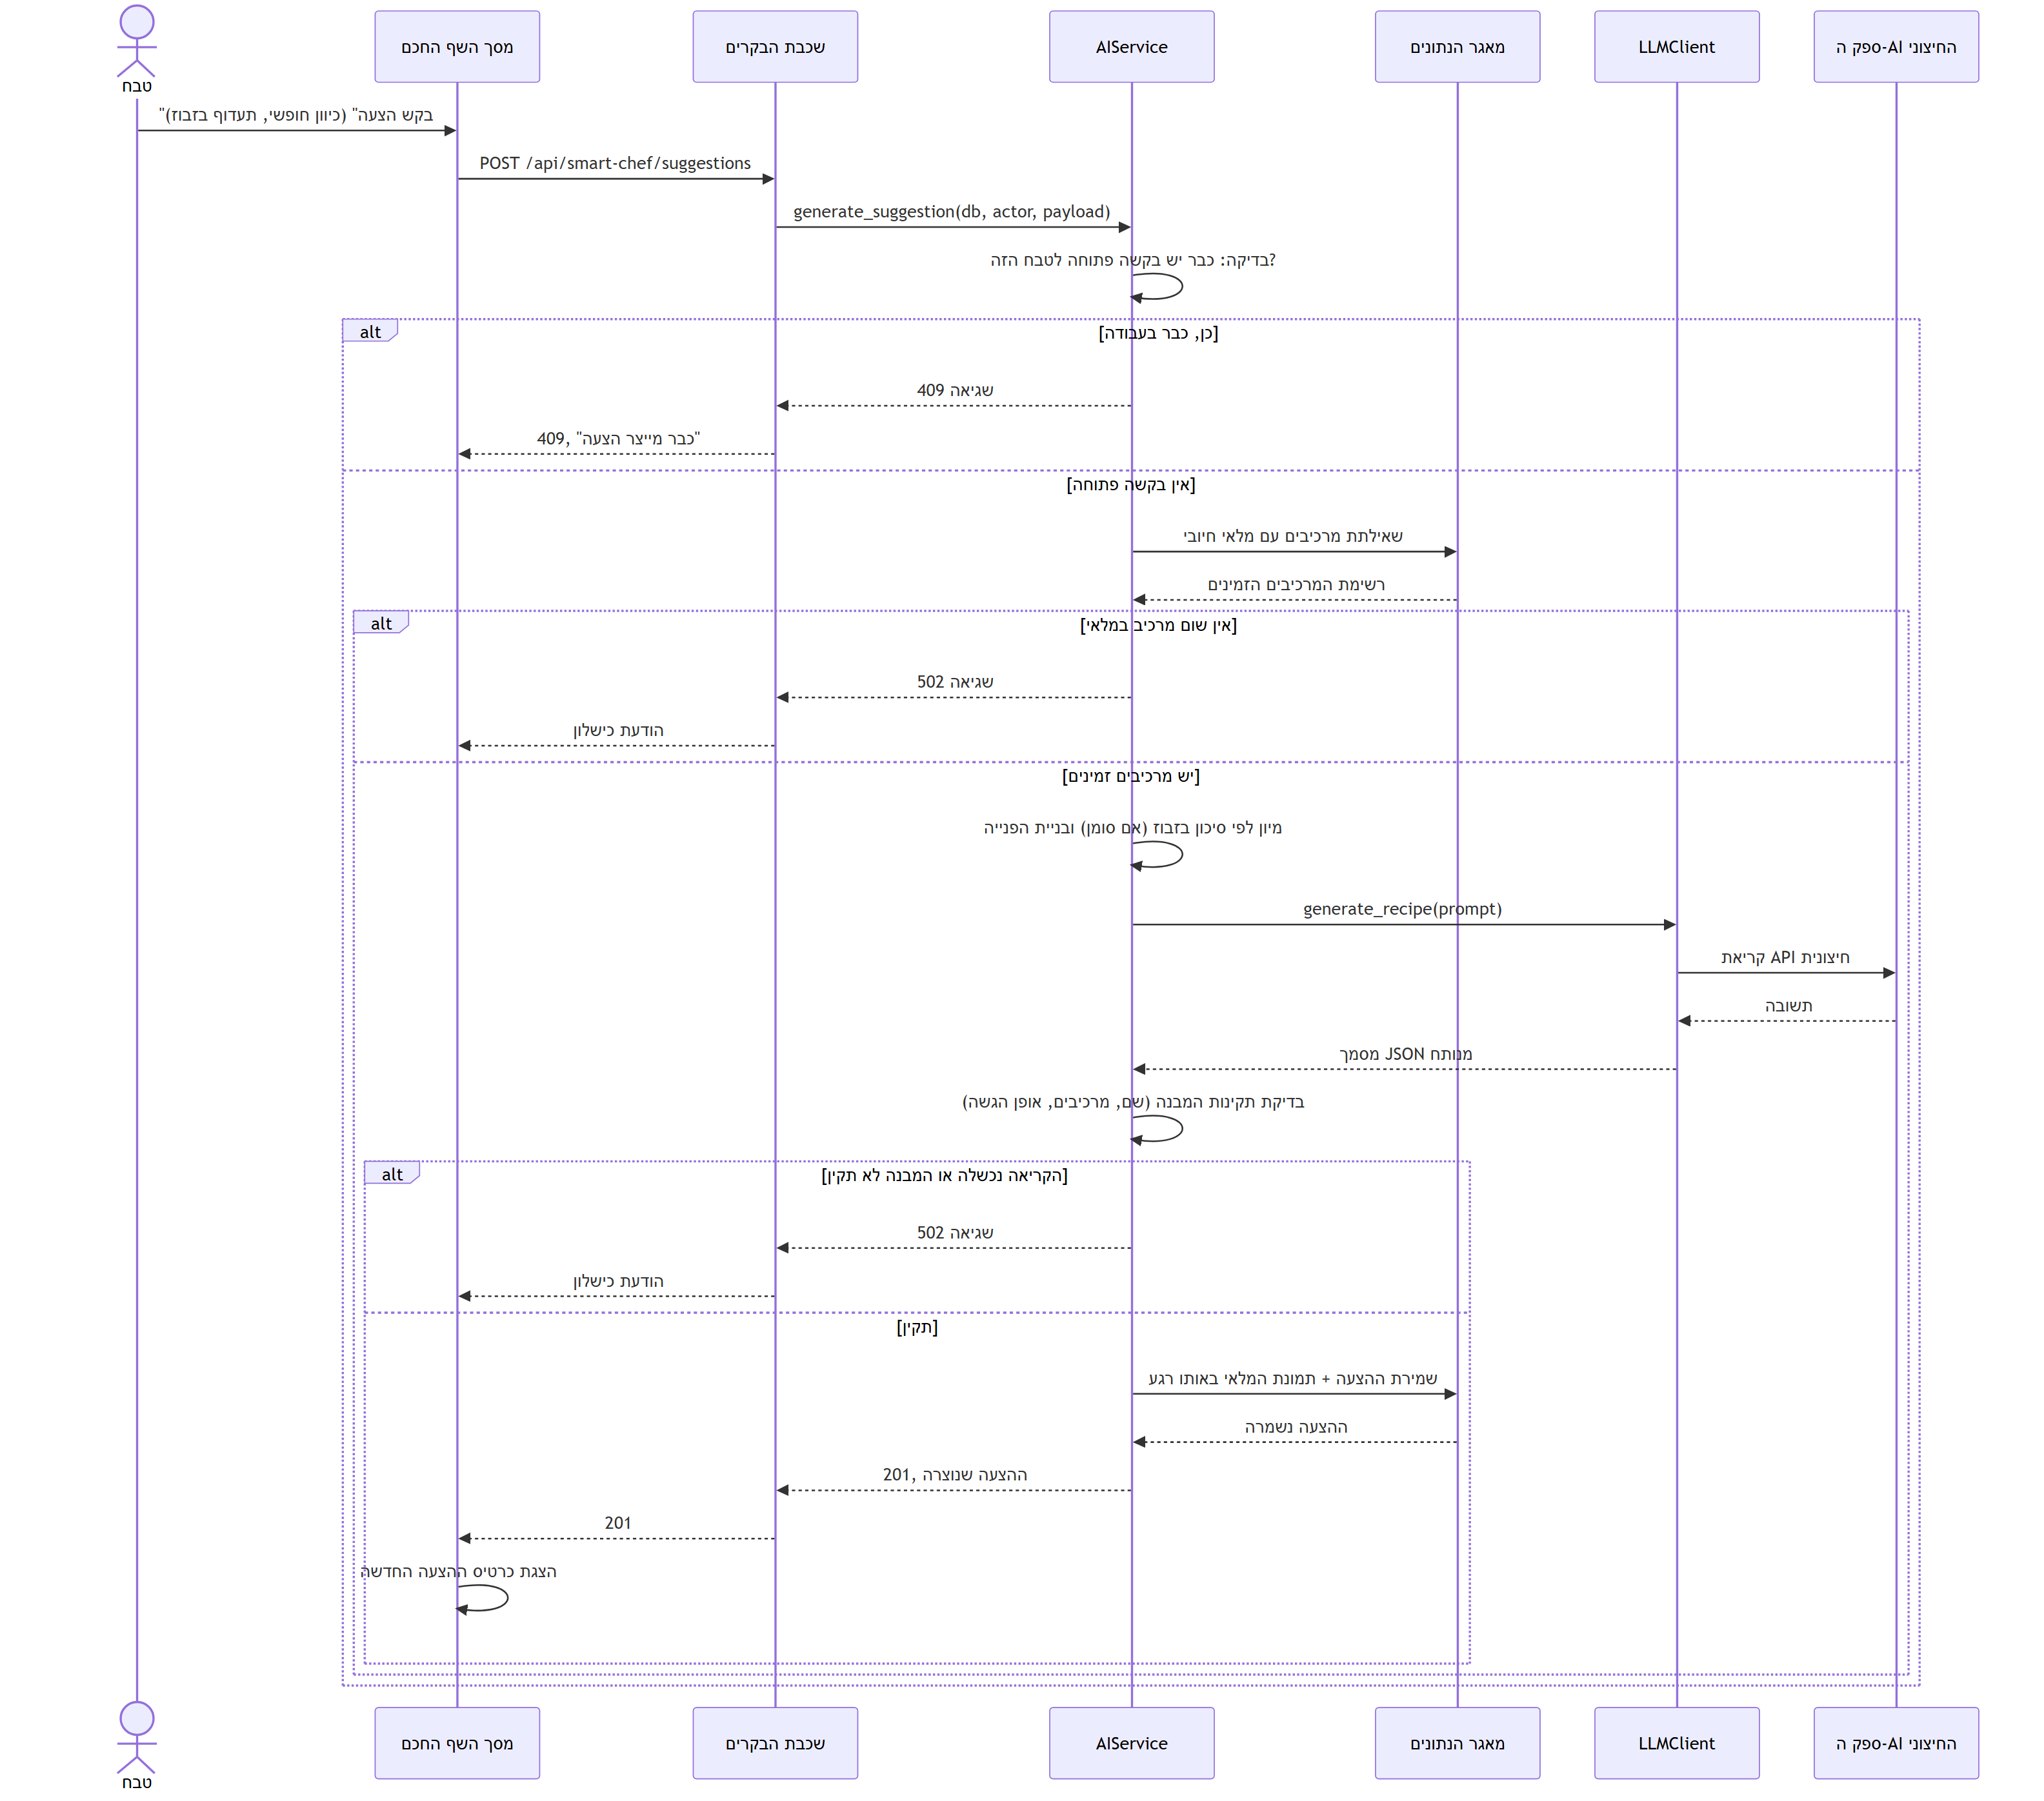 טבח
מסך השף החכם
שכבת הבקרים
AIService
מאגר הנתונים
LLMClient
ספק ה-AI החיצוני
"בקש הצעה" (כיוון חופשי, תעדוף בזבוז)
POST /api/smart-chef/suggestions
generate_suggestion(db, actor, payload)
בדיקה: כבר יש בקשה פתוחה לטבח הזה?
alt
[כן, כבר בעבודה]
שגיאה 409
409, "כבר מייצר הצעה"
[אין בקשה פתוחה]
שאילתת מרכיבים עם מלאי חיובי
רשימת המרכיבים הזמינים
alt
[אין שום מרכיב במלאי]
שגיאה 502
הודעת כישלון
[יש מרכיבים זמינים]
מיון לפי סיכון בזבוז (אם סומן) ובניית הפנייה
generate_recipe(prompt)
קריאת API חיצונית
תשובה
מסמך JSON מנותח
בדיקת תקינות המבנה (שם, מרכיבים, אופן הגשה)
alt
[הקריאה נכשלה או המבנה לא תקין]
שגיאה 502
הודעת כישלון
[תקין]
שמירת ההצעה + תמונת המלאי באותו רגע
ההצעה נשמרה
201, ההצעה שנוצרה
201
הצגת כרטיס ההצעה החדשה
טבח
מסך השף החכם
שכבת הבקרים
AIService
מאגר הנתונים
LLMClient
ספק ה-AI החיצוני